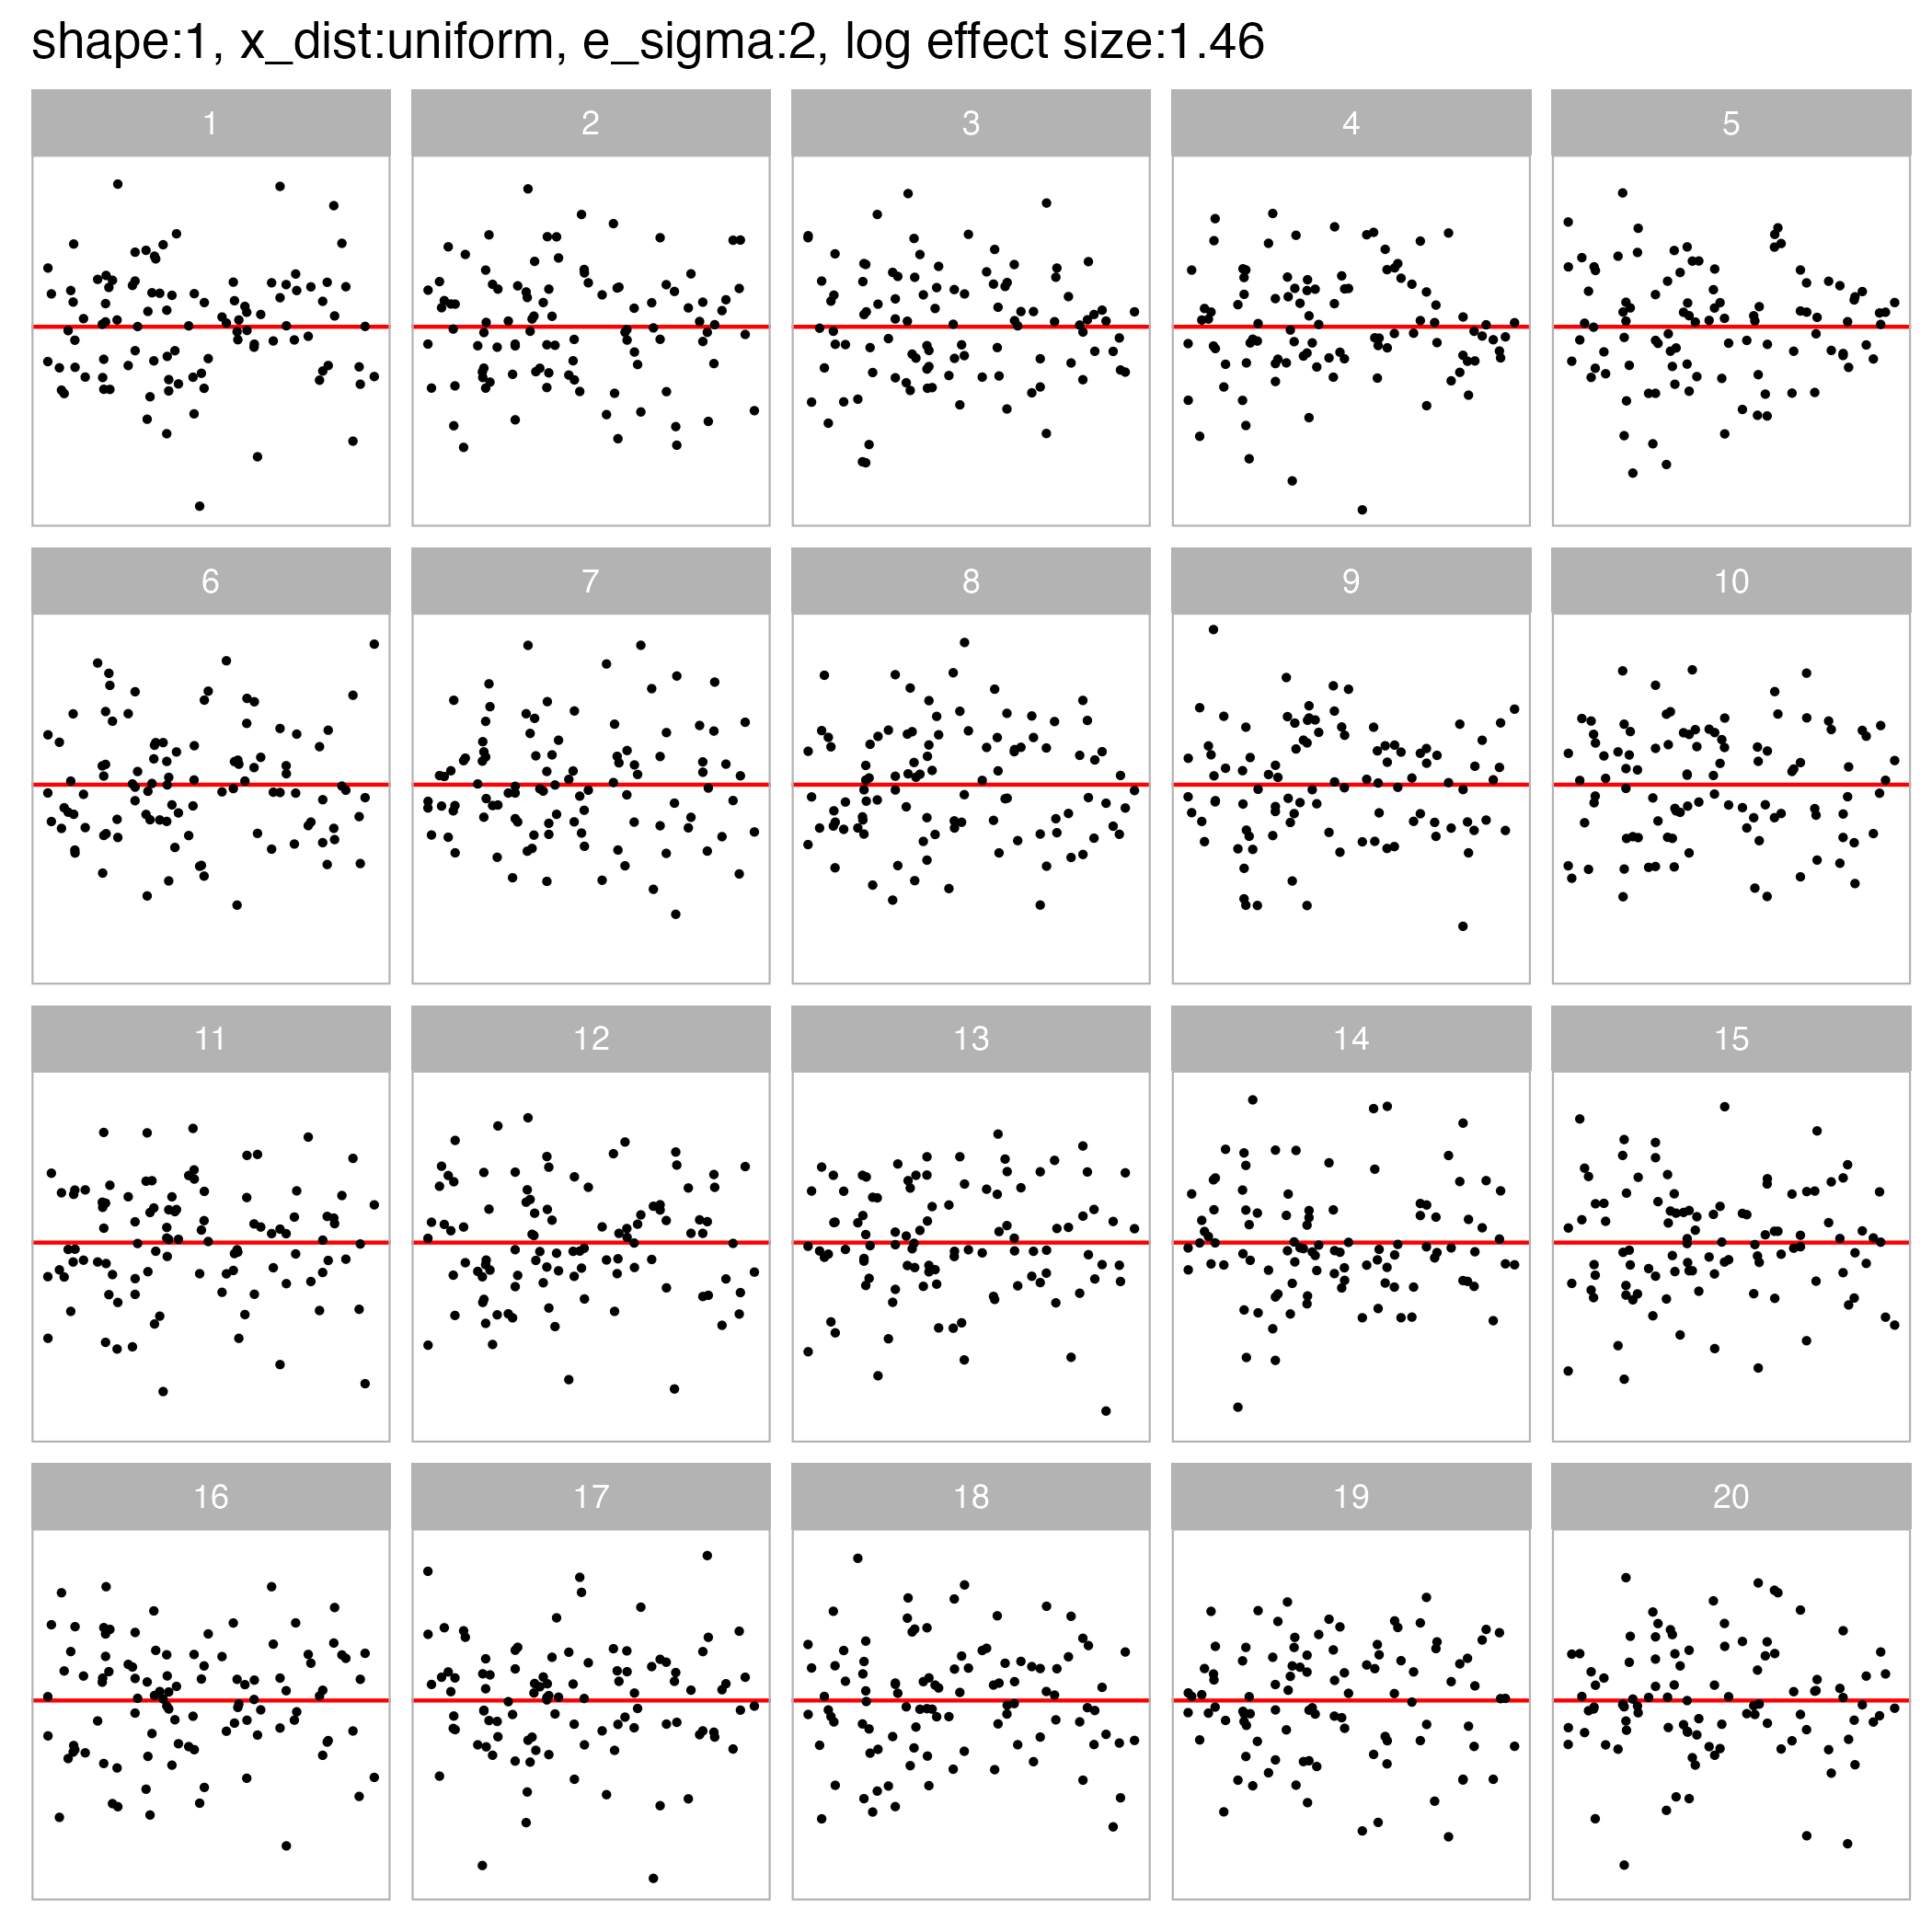 shape:1, x_dist:uniform, e_sigma:2, log effect size:1.46
1 2 3 4 5
6 7 8 9 10
11 12 13 14 15
16 17 18 19 20